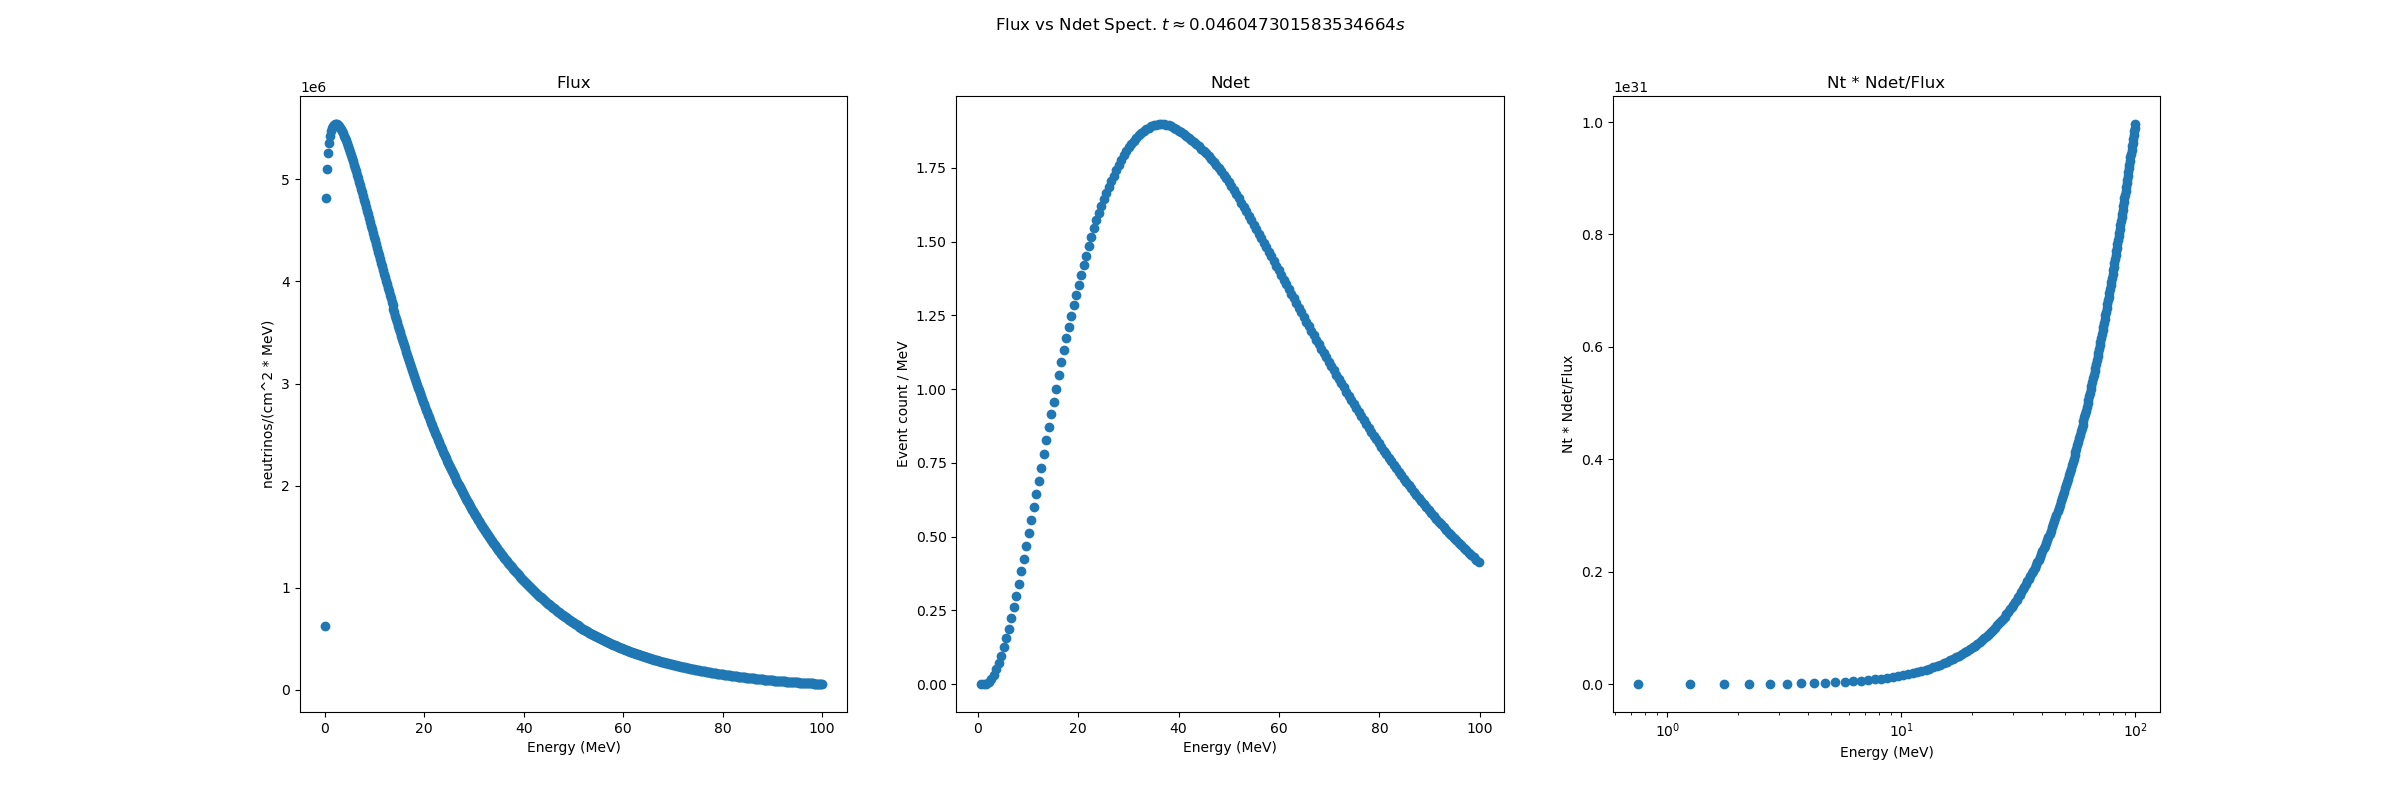 Flux vs Ndet Spect. t ≈ 0.046047301583534664s
Flux
1e6
5
4
3
2
1
0
neutrinos/(cm^2 * MeV)
0 20 40 60 80 100
Energy (MeV)
Ndet
1.75
1.50
1.25
1.00
0.75
0.50
0.25
0.00
Event count / MeV
0 20 40 60 80 100
Energy (MeV)
Nt * Ndet/Flux
1e31
1.0
0.8
0.6
0.4
0.2
0.0
Nt * Ndet/Flux
10^0 10^1 10^2
Energy (MeV)